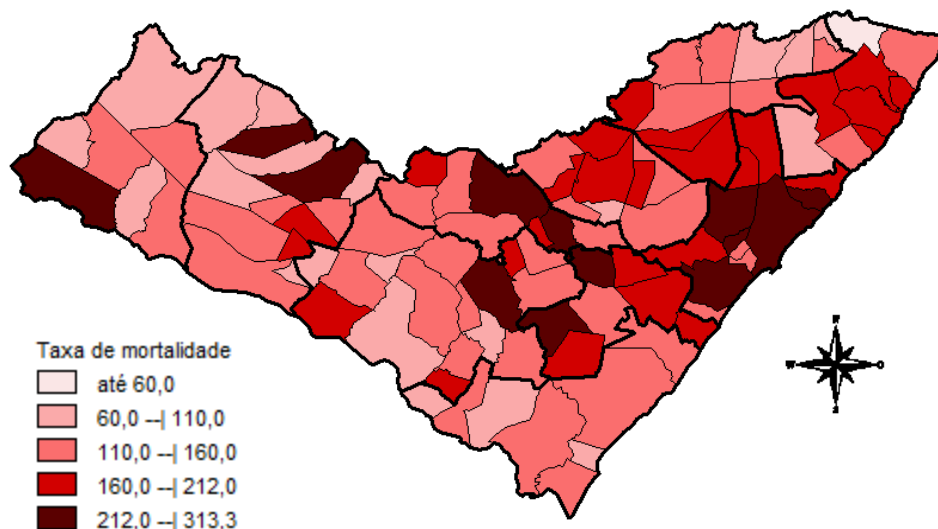 Taxa de mortalidade
até 60,0
60,0 --| 110,0
110,0 --| 160,0
160,0 --| 212,0
212,0 --| 313,3